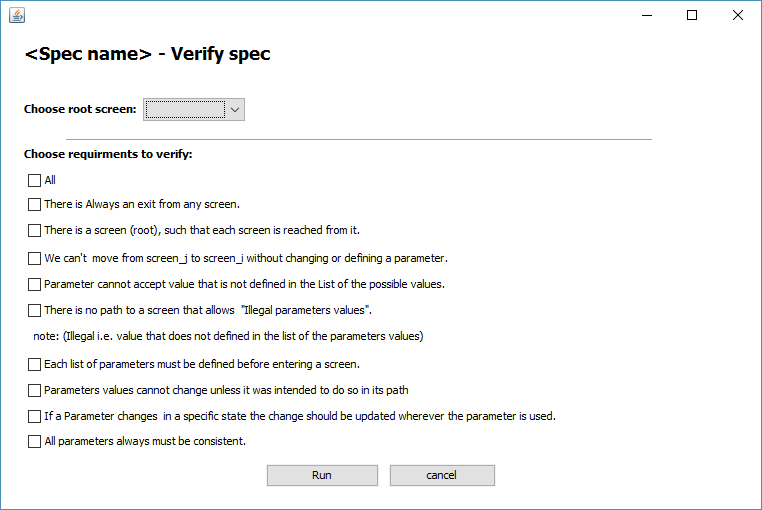 <Spec name> - Verify spec
Choose root screen:
Choose requirments to verify:
All
There is Always an exit from any screen.
There is a screen (root), such that each screen is reached from it.
We can't  move from screen_j to screen_i without changing or defining a parameter.
Parameter cannot accept value that is not defined in the List of the possible values.
There is no path to a screen that allows  "Illegal parameters values".
note: (Illegal i.e. value that does not defined in the list of the parameters values)
Each list of parameters must be defined before entering a screen.
Parameters values cannot change unless it was intended to do so in its path
If a Parameter changes  in a specific state the change should be updated wherever the parameter is used.
All parameters always must be consistent.
Run cancel